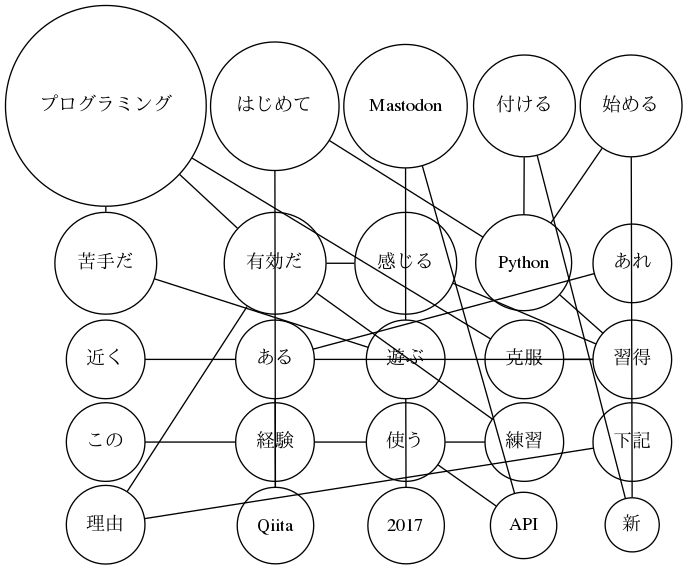 プログラミング はじめて Mastodon 付ける 始める
苦手だ 有効だ 感じる Python あれ
近く ある 遊ぶ 克服 習得
この 経験 使う 練習 下記
理由 Qiita 2017 API 新